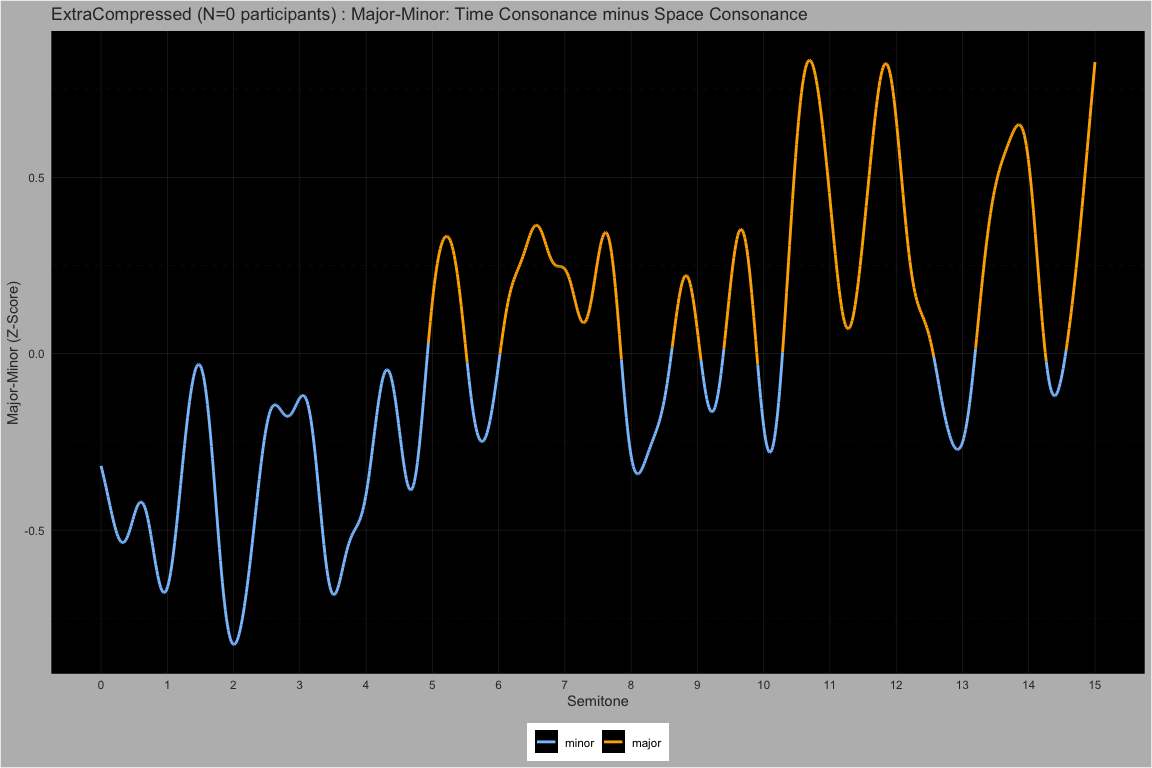 ExtraCompressed (N=0 participants) : Major-Minor: Time Consonance minus Space Consonance
Major-Minor (Z-Score)
0.5
0.0
-0.5
0 1 2 3 4 5 6 7 8 9 10 11 12 13 14 15
Semitone
minor major